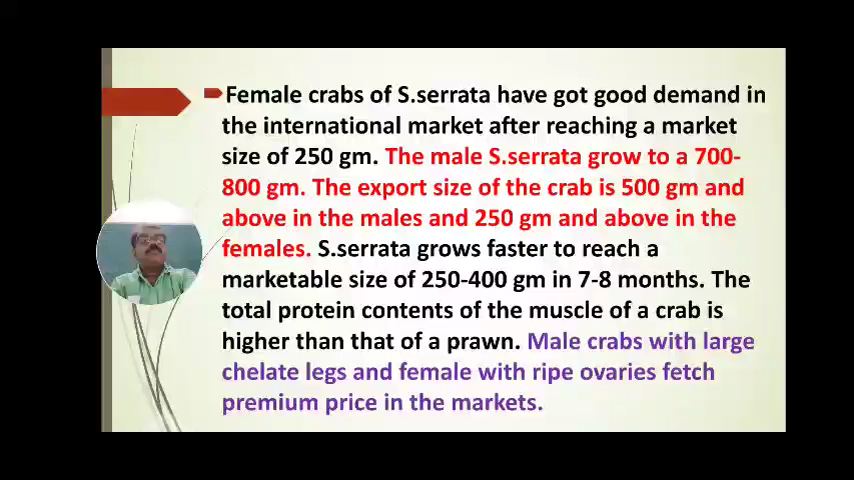 Female crabs of S.serrata have got good demand in
the international market after reaching a market
size of 250 gm. The male S.serrata grow to a 700-
800 gm. The export size of the crab is 500 gm and
above in the males and 250 gm and above in the
females. S.serrata grows faster to reach a
marketable size of 250-400 gm in 7-8 months. The
total protein contents of the muscle of a crab is
higher than that of a prawn. Male crabs with large
chelate legs and female with ripe ovaries fetch
premium price in the markets.